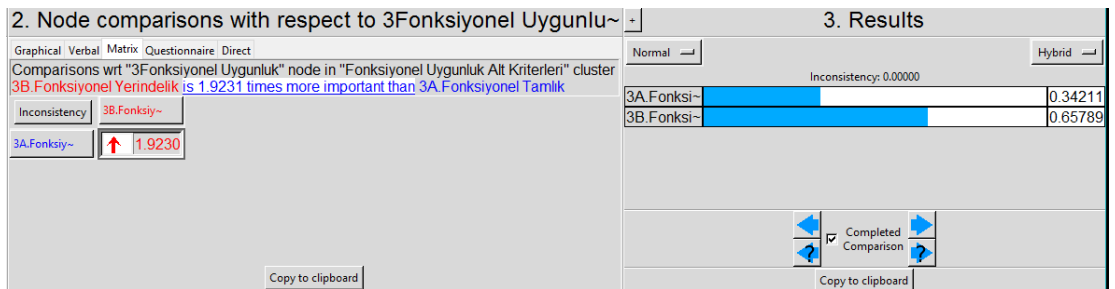 2. Node comparisons with respect to 3Fonksiyonel Uygunlu~
Graphical Verbal Matrix Questionnaire Direct
Comparisons wrt "3Fonksiyonel Uygunluk" node in "Fonksiyonel Uygunluk Alt Kriterleri" cluster
3B.Fonksiyonel Yerindelik is 1.9231 times more important than 3A.Fonksiyonel Tamlık
Inconsistency 3B.Fonksiy~
3A.Fonksiy~ 1.9230
Copy to clipboard
+ 3. Results
Normal Hybrid
Inconsistency: 0.00000
3A.Fonksi~ 0.34211
3B.Fonksi~ 0.65789
Completed
Comparison
? ?
Copy to clipboard